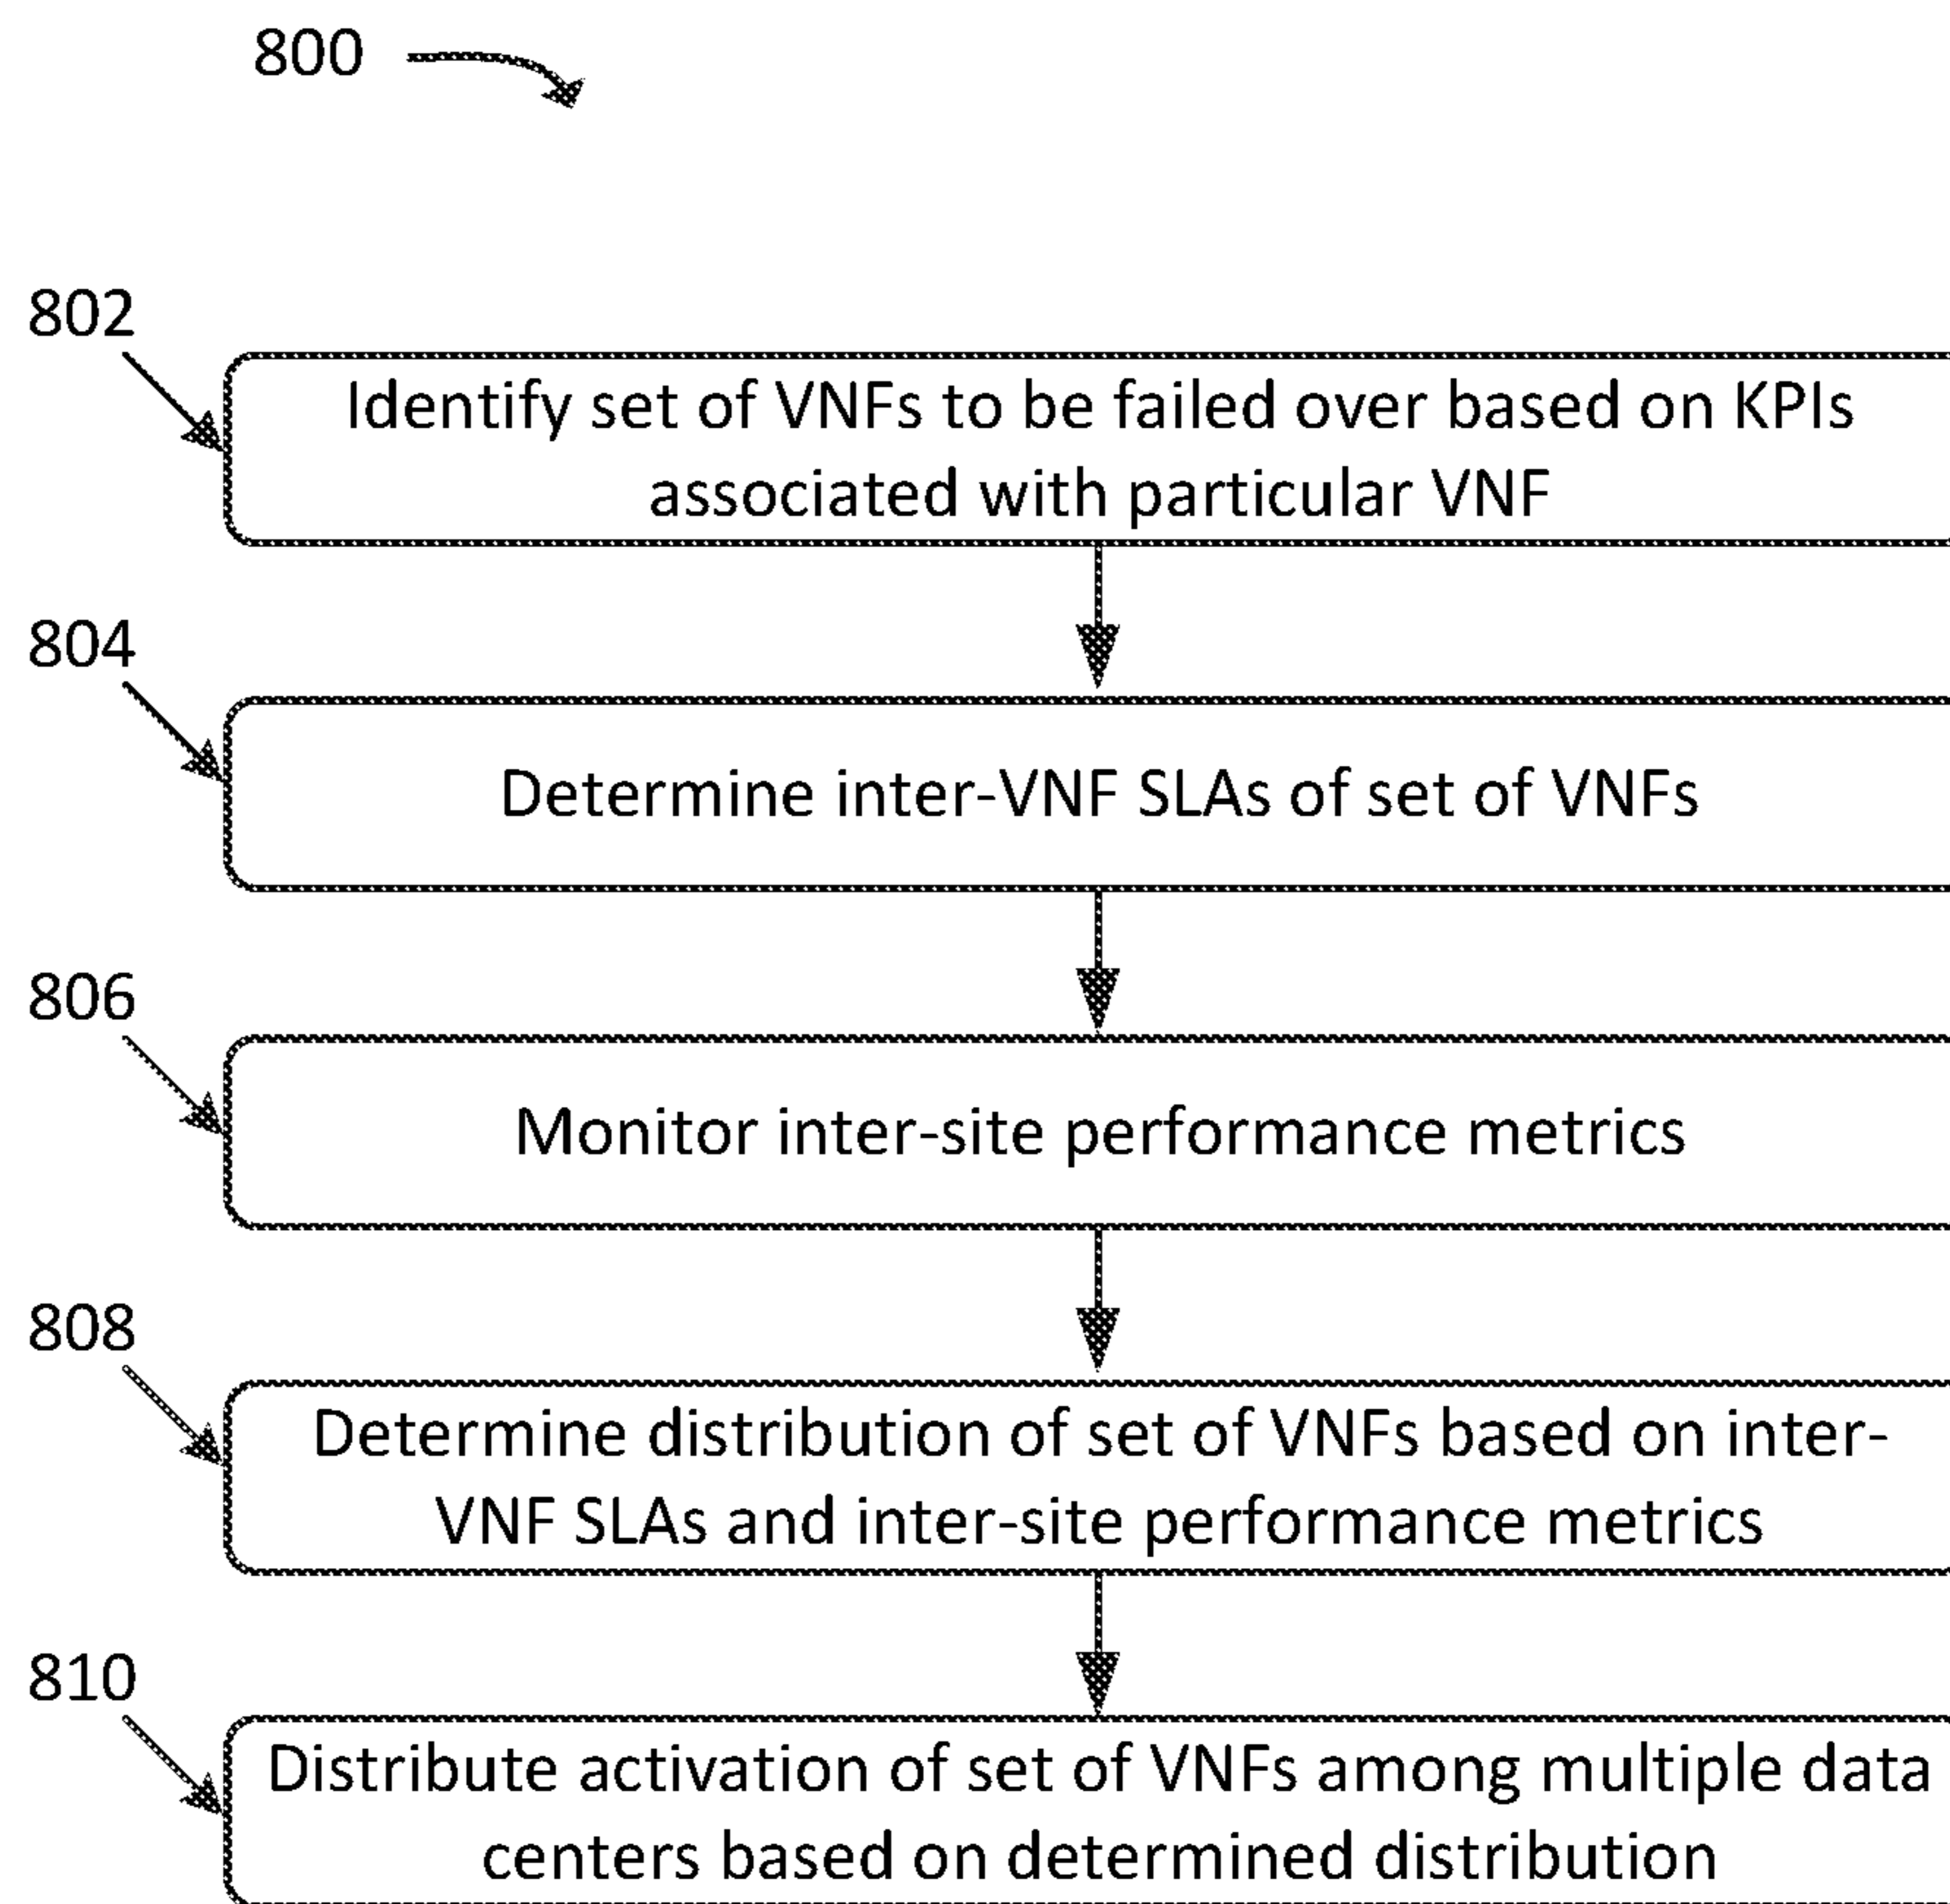 800
802
Identify set of VNFs to be failed over based on KPIs
associated with particular VNF
804
Determine inter-VNF SLAs of set of VNFs
806
Monitor inter-site performance metrics
808
Determine distribution of set of VNFs based on inter-
VNF SLAs and inter-site performance metrics
810
Distribute activation of set of VNFs among multiple data
centers based on determined distribution